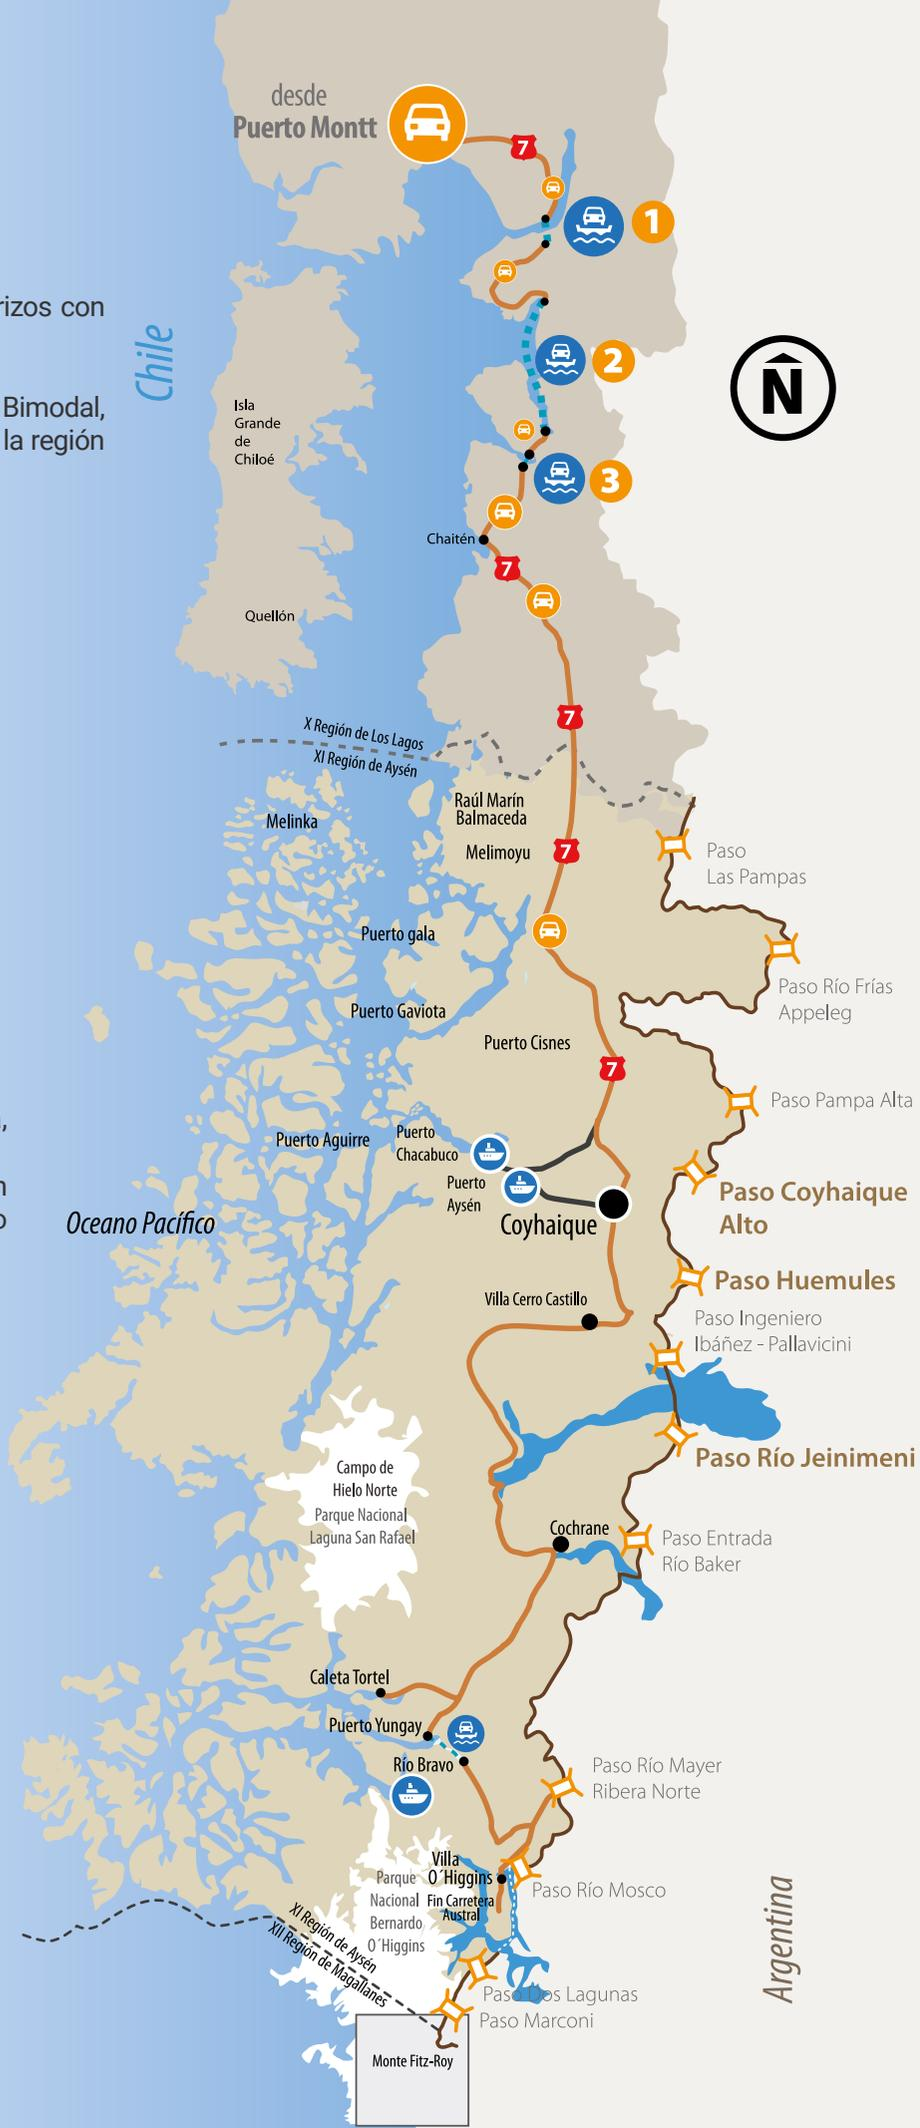 desde
Puerto Montt
7
1
rizos con
Chile
2
Bimodal,
la región
N
Isla
Grande
de
Chiloé
3
Chaitén
7
Quellón
7
X Región de Los Lagos
XI Región de Aysén
Raúl Marín
Balmaceda
Melinka
Melimoyu
7
Paso
Las Pampas
Puerto gala
Paso Río Frías
Appeleg
Puerto Gaviota
Puerto Cisnes
7
Paso Pampa Alta
,
Puerto Aguirre
Puerto
Chacabuco
Puerto
Aysén
n
o
Paso Coyhaique
Alto
Oceano Pacífico
Coyhaique
Paso Huemules
Villa Cerro Castillo
Paso Ingeniero
Ibáñez - Pallavicini
Paso Río Jeinimeni
Campo de
Hielo Norte
Parque Nacional
Laguna San Rafael
Cochrane
Paso Entrada
Río Baker
Caleta Tortel
Puerto Yungay
Río Bravo
Paso Río Mayer
Ribera Norte
Villa
O´Higgins
Fin Carretera
Austral
Parque
Nacional
Bernardo
O´Higgins
Paso Río Mosco
Argentina
XI Región de Aysén
XII Región de Magallanes
Paso Dos Lagunas
Paso Marconi
Monte Fitz-Roy